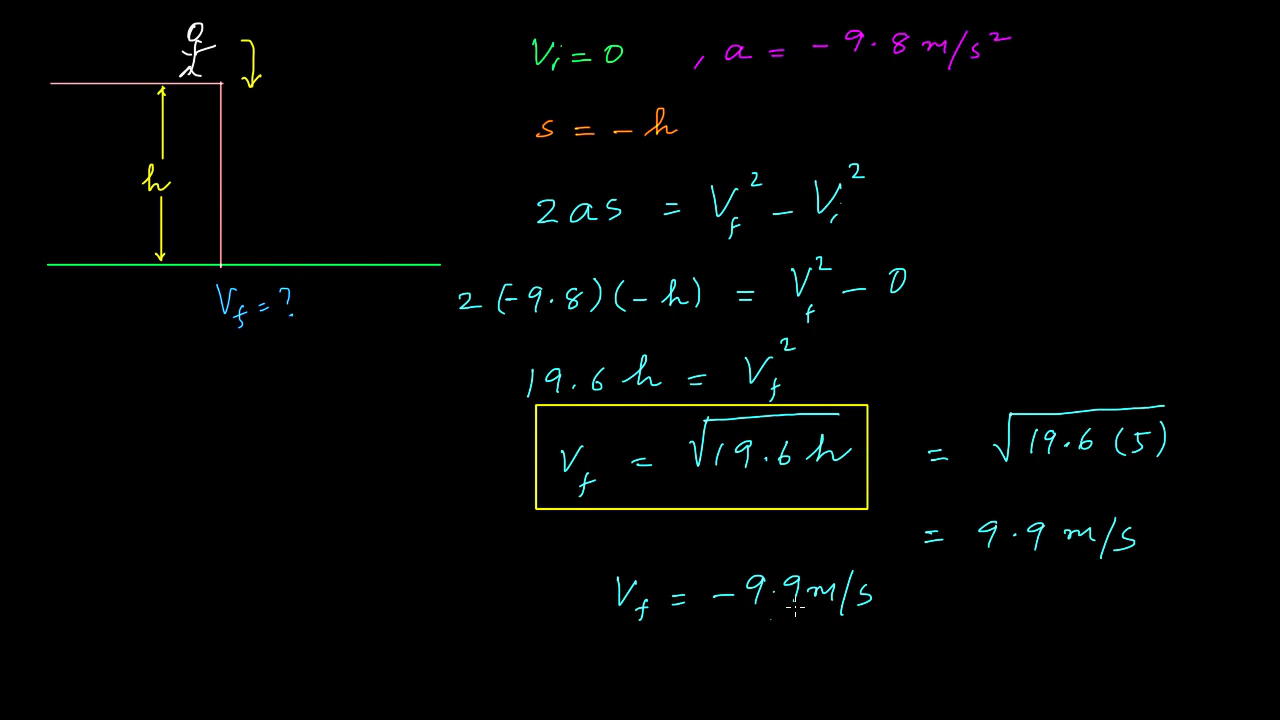 Vi = 0 , a = - 9.8 m/s²
s = - h
h
2as = Vf² - Vi²
2(-9.8)(-h) = Vf² - 0
Vf = ?
19.6 h = Vf²
Vf = √19.6 h = √19.6 (5)
= 9.9 m/s
Vf = - 9.9 m/s